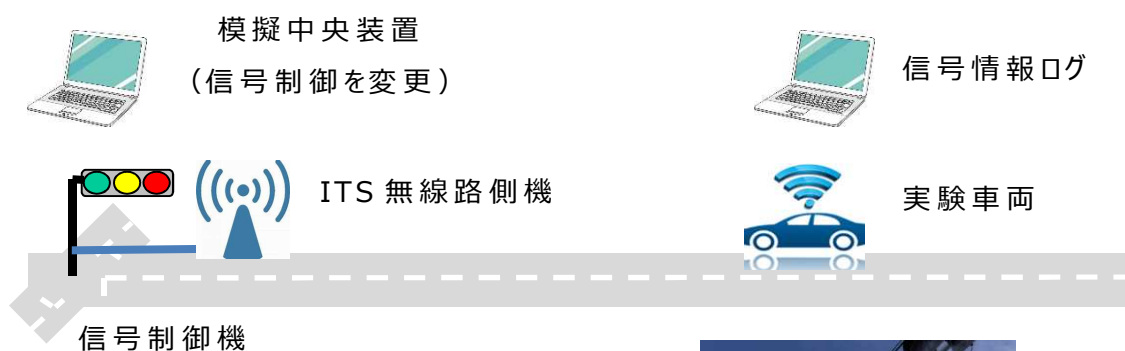 模擬中央装置
(信号制御を変更)
信号情報ログ
ITS 無線路側機
実験車両
信号制御機